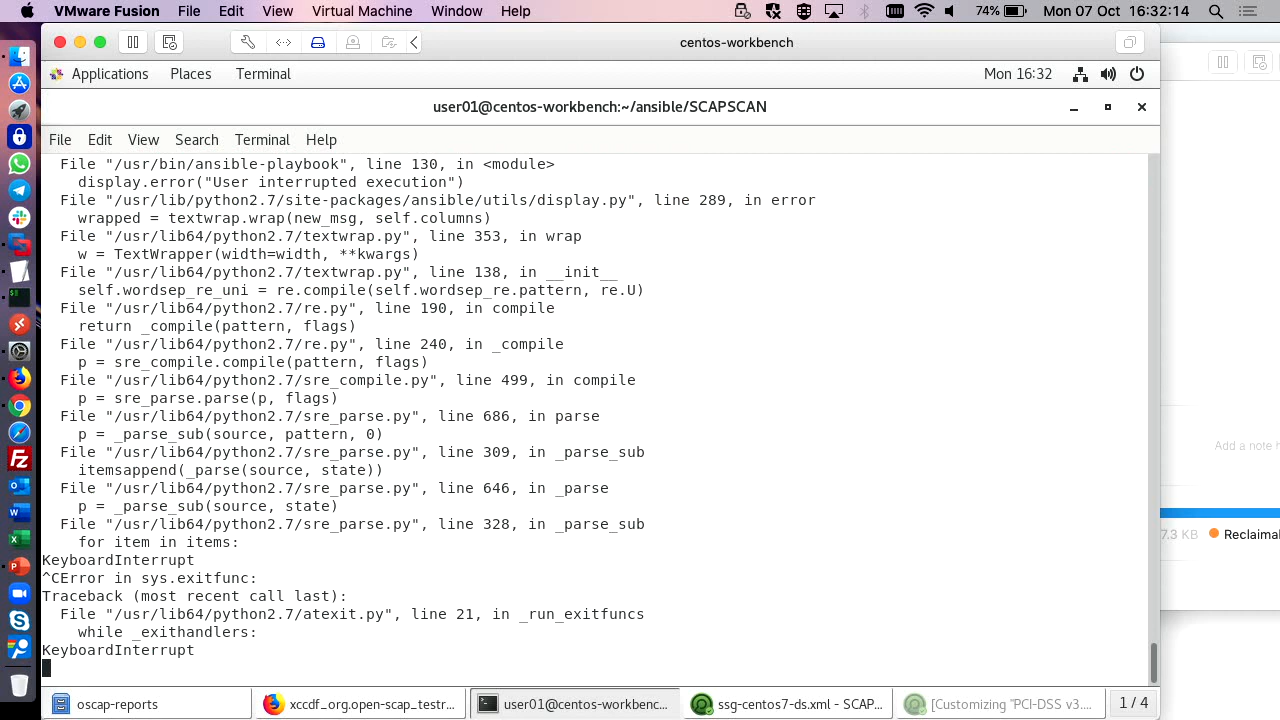 VMware Fusion File Edit View Virtual Machine Window Help 74% Mon 07 Oct 16:32:14
centos-workbench
Applications Places Terminal Mon 16:32
user01@centos-workbench:~/ansible/SCAPSCAN
File Edit View Search Terminal Help
File "/usr/bin/ansible-playbook", line 130, in <module>
display.error("User interrupted execution")
File "/usr/lib/python2.7/site-packages/ansible/utils/display.py", line 289, in error
wrapped = textwrap.wrap(new_msg, self.columns)
File "/usr/lib64/python2.7/textwrap.py", line 353, in wrap
w = TextWrapper(width=width, **kwargs)
File "/usr/lib64/python2.7/textwrap.py", line 138, in __init__
self.wordsep_re_uni = re.compile(self.wordsep_re.pattern, re.U)
File "/usr/lib64/python2.7/re.py", line 190, in compile
return _compile(pattern, flags)
File "/usr/lib64/python2.7/re.py", line 240, in _compile
p = sre_compile.compile(pattern, flags)
File "/usr/lib64/python2.7/sre_compile.py", line 499, in compile
p = sre_parse.parse(p, flags)
File "/usr/lib64/python2.7/sre_parse.py", line 686, in parse
p = _parse_sub(source, pattern, 0)
File "/usr/lib64/python2.7/sre_parse.py", line 309, in _parse_sub
itemsappend(_parse(source, state))
File "/usr/lib64/python2.7/sre_parse.py", line 646, in _parse
p = _parse_sub(source, state)
File "/usr/lib64/python2.7/sre_parse.py", line 328, in _parse_sub
for item in items:
KeyboardInterrupt
^CError in sys.exitfunc:
Traceback (most recent call last):
File "/usr/lib64/python2.7/atexit.py", line 21, in _run_exitfuncs
while _exithandlers:
KeyboardInterrupt
Add a note h
7.3 KB Reclaimal
oscap-reports xccdf_org.open-scap_testr... user01@centos-workbenc... ssg-centos7-ds.xml - SCAP... [Customizing "PCI-DSS v3.... 1 / 4